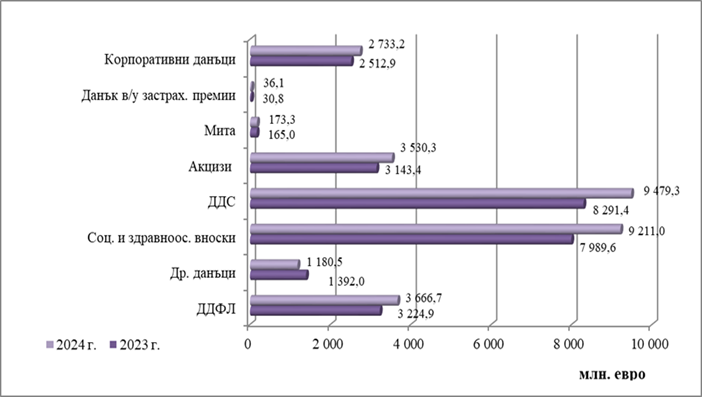 Корпоративни данъци
2 733,2
2 512,9
Данък в/у застрах. премии
36,1
30,8
Мита
173,3
165,0
Акцизи
3 530,3
3 143,4
ДДС
9 479,3
8 291,4
Соц. и здравноос. вноски
9 211,0
7 989,6
Др. данъци
1 180,5
1 392,0
ДДФЛ
3 666,7
3 224,9
0 2 000 4 000 6 000 8 000 10 000
2024 г. 2023 г.
млн. евро